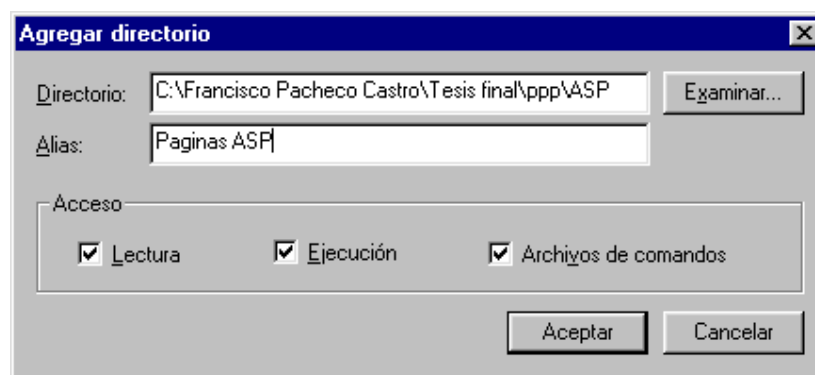 Agregar directorio
Directorio: C:\Francisco Pacheco Castro\Tesis final\ppp\ASP Examinar...
Alias: Paginas ASP
Acceso
Lectura Ejecución Archivos de comandos
Aceptar Cancelar